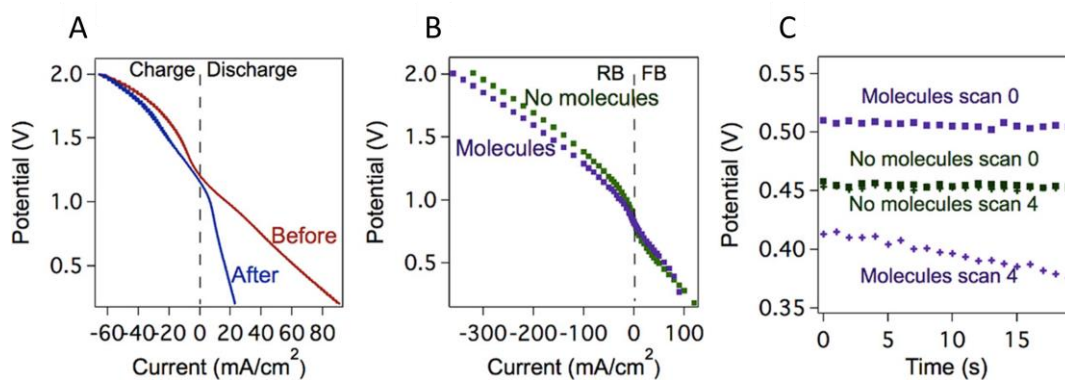 A
Charge Discharge
2.0
1.5
1.0
0.5
Potential (V)
Before
After
-60 -40 -20 0 20 40 60 80
Current (mA/cm²)
B
RB FB
2.0
1.5
1.0
0.5
Potential (V)
No molecules
Molecules
-300 -200 -100 0 100
Current (mA/cm²)
C
0.55
0.50
0.45
0.40
0.35
Potential (V)
Molecules scan 0
No molecules scan 0
No molecules scan 4
Molecules scan 4
0 5 10 15
Time (s)